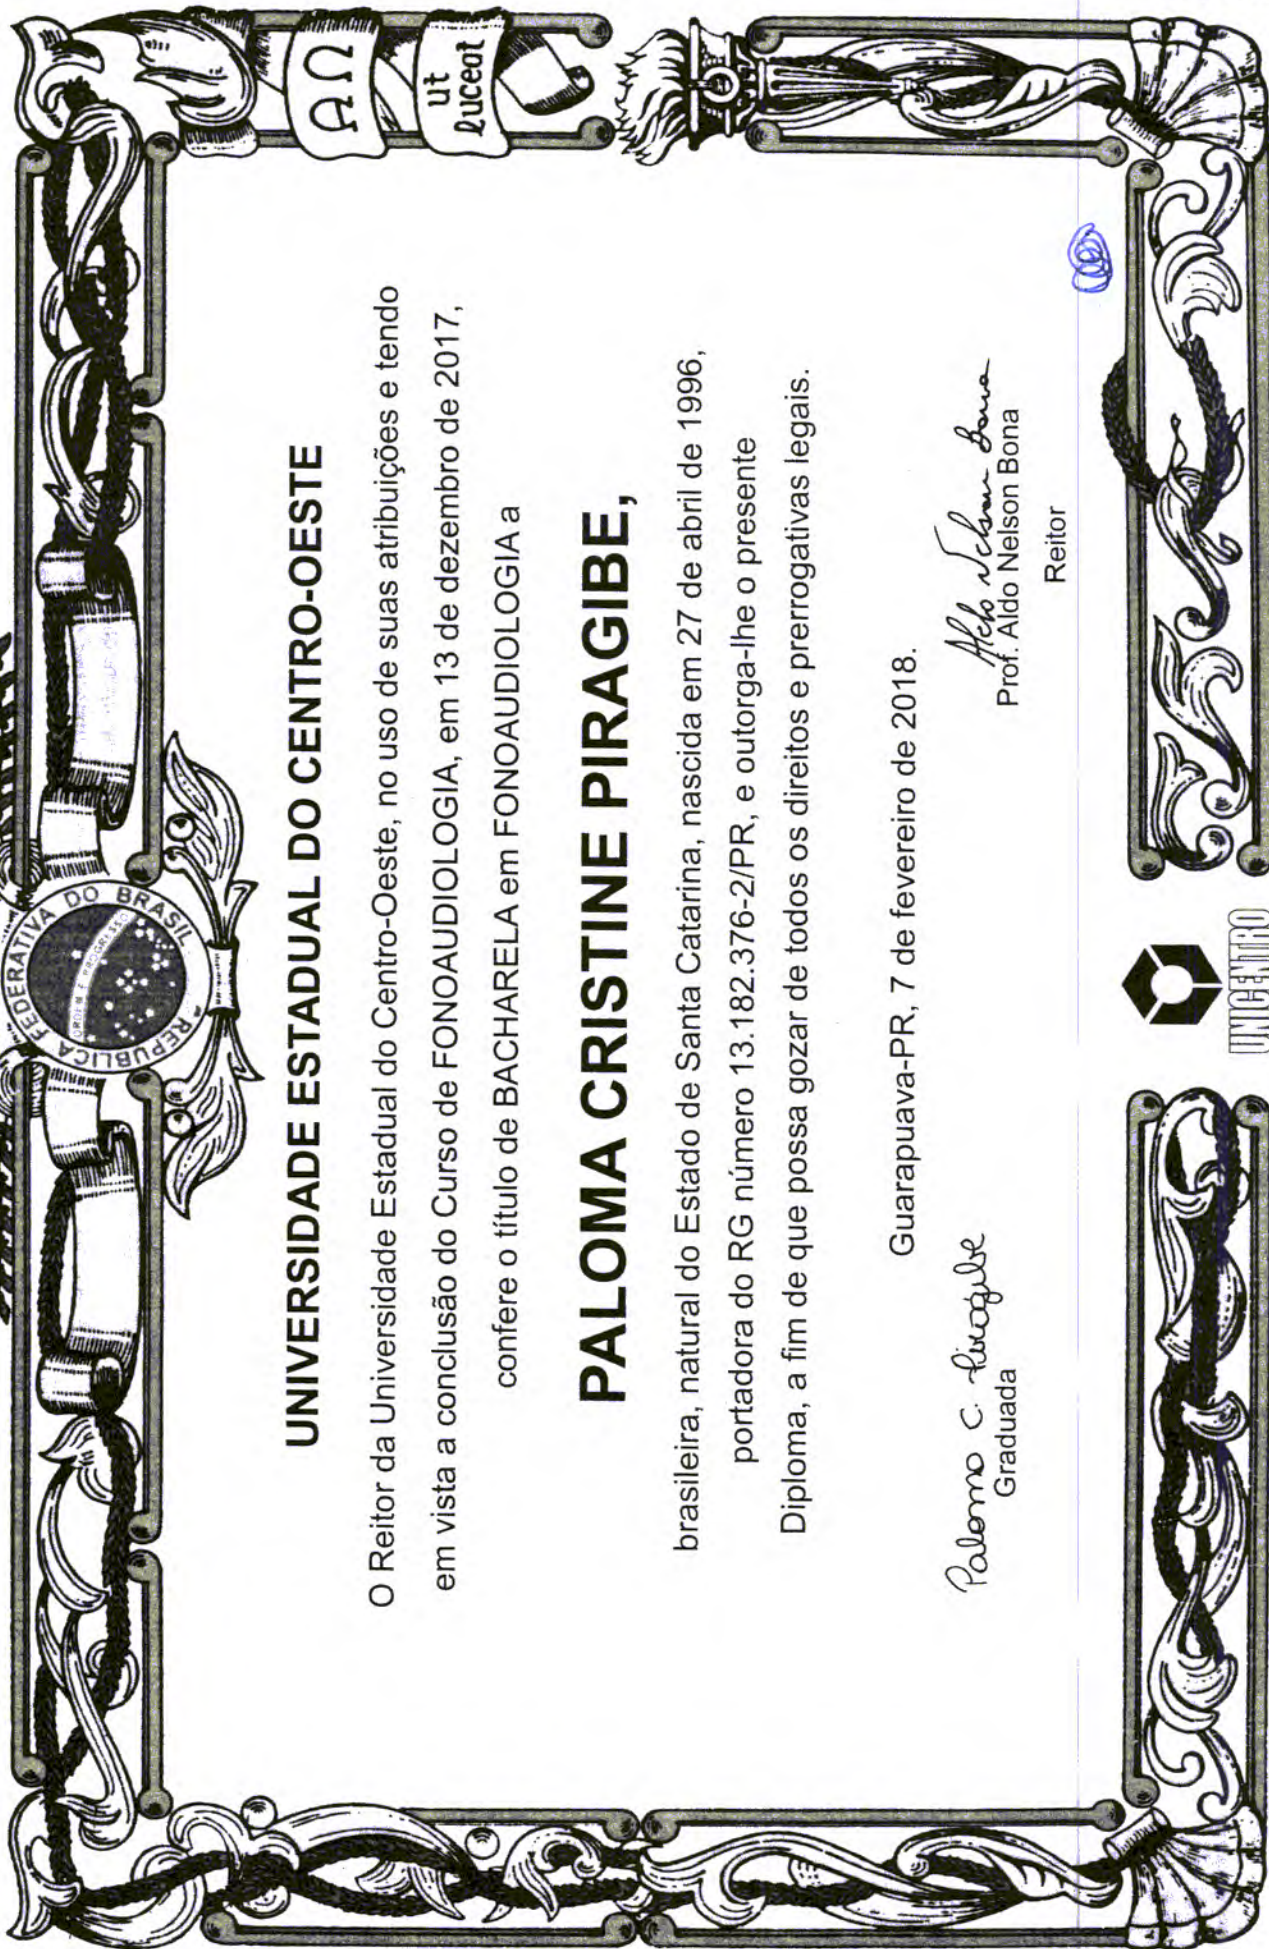 REPÚBLICA FEDERATIVA DO BRASIL
ORDEM E PROGRESSO
ΑΩ
ut
luceat
UNIVERSIDADE ESTADUAL DO CENTRO-OESTE
O Reitor da Universidade Estadual do Centro-Oeste, no uso de suas atribuições e tendo
em vista a conclusão do Curso de FONOAUDIOLOGIA, em 13 de dezembro de 2017,
confere o título de BACHARELA em FONOAUDIOLOGIA a
PALOMA CRISTINE PIRAGIBE,
brasileira, natural do Estado de Santa Catarina, nascida em 27 de abril de 1996,
portadora do RG número 13.182.376-2/PR, e outorga-lhe o presente
Diploma, a fim de que possa gozar de todos os direitos e prerrogativas legais.
Guarapuava-PR, 7 de fevereiro de 2018.
Paloma C. Piragibe
Graduada
Aldo Nelson Bona
Prof. Aldo Nelson Bona
Reitor
UNICENTRO